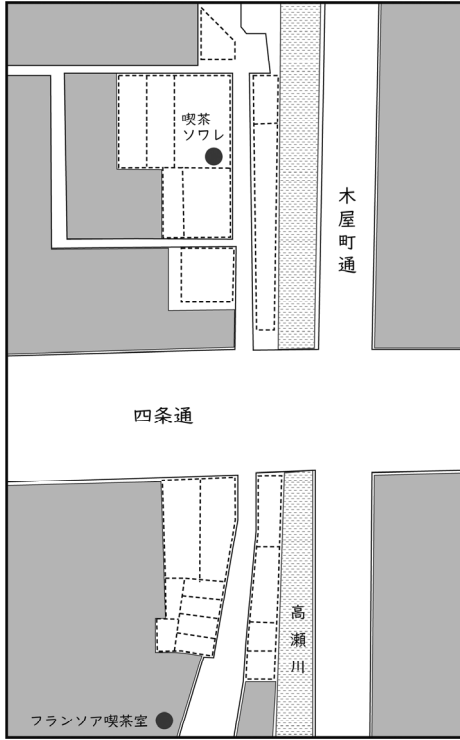 喫茶
ソワレ
木屋町通
四条通
高瀬川
フランソア喫茶室